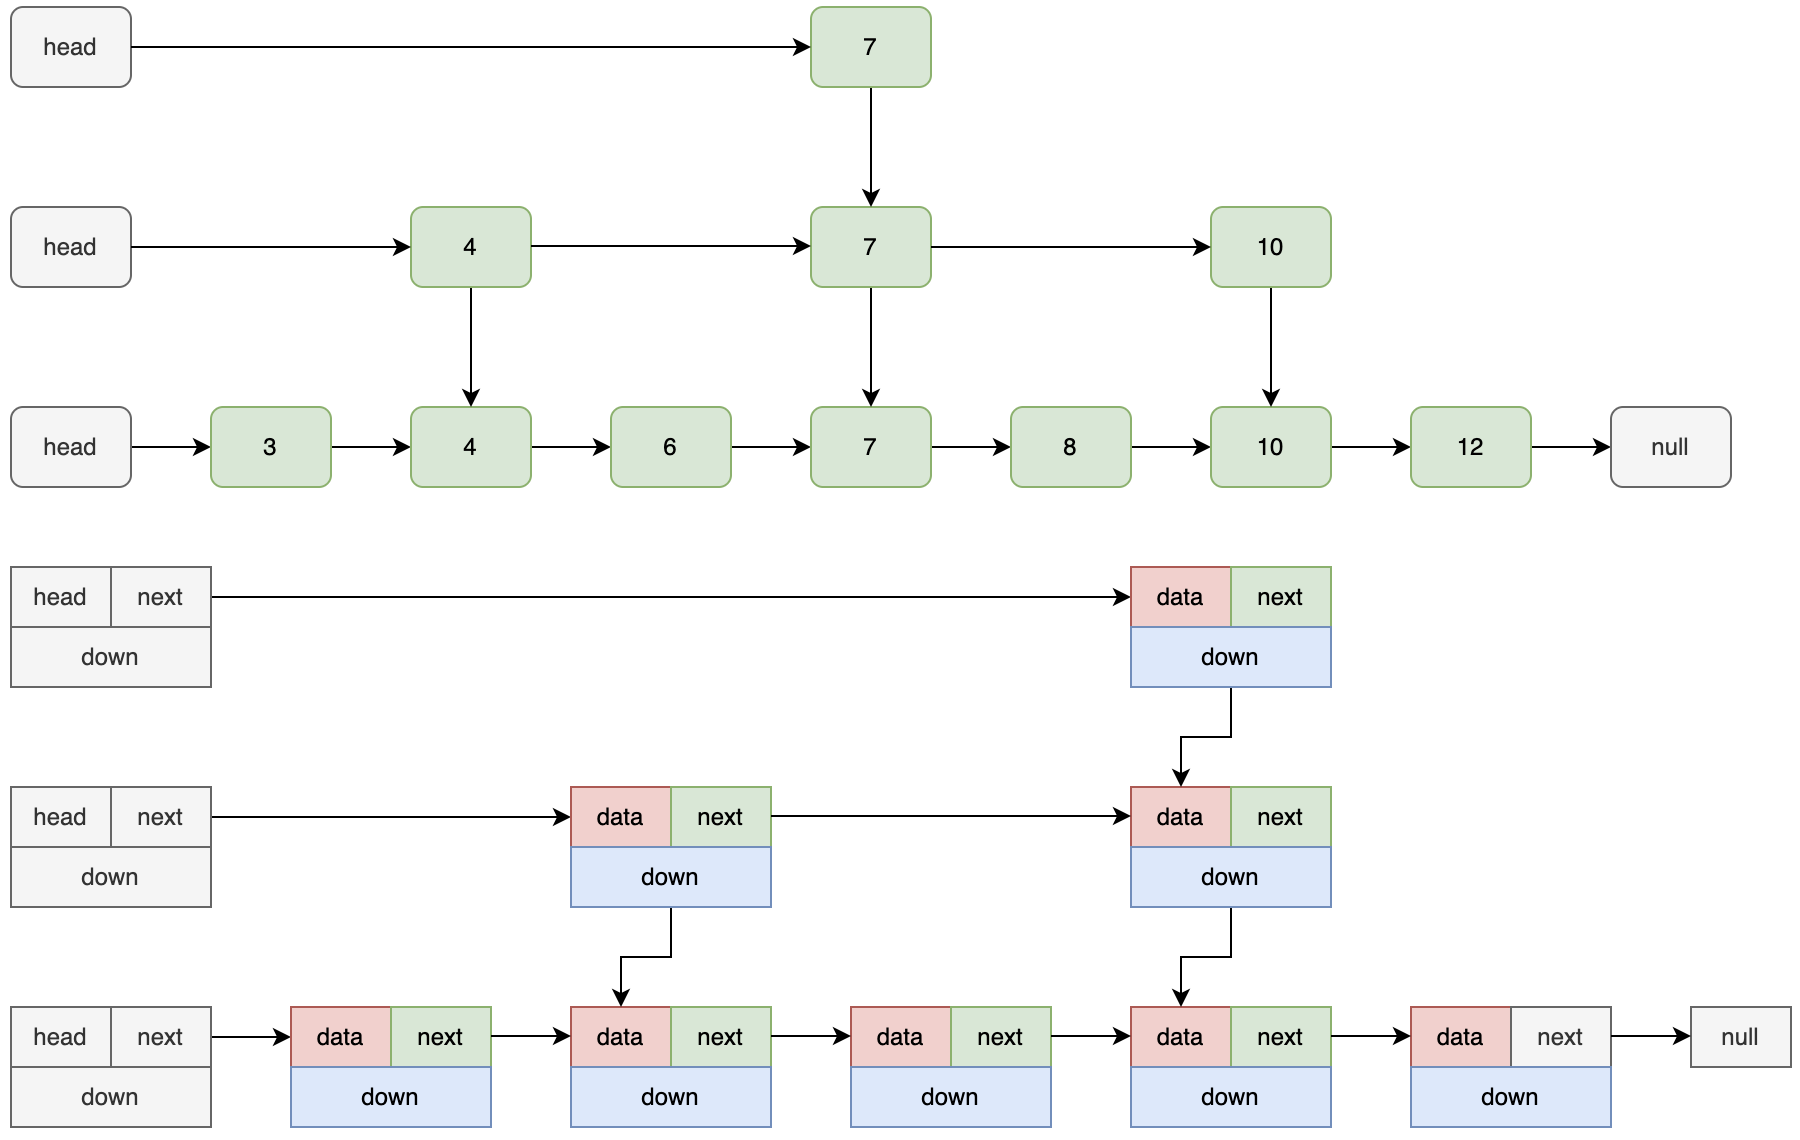 head 7
head 4 7 10
head 3 4 6 7 8 10 12 null
head next data next
down down
head next data next data next
down down down
head next data next data next data next data next data next null
down down down down down down